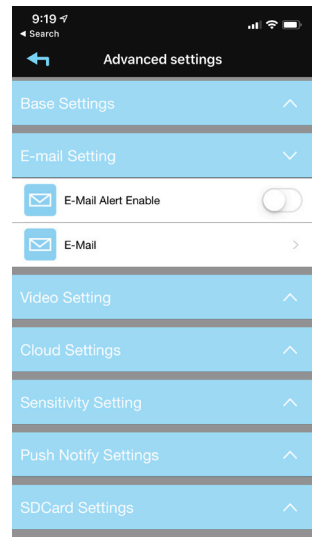 9:19
◀ Search
Advanced settings
Base Settings
E-mail Setting
E-Mail Alert Enable
E-Mail
Video Setting
Cloud Settings
Sensitivity Setting
Push Notify Settings
SDCard Settings